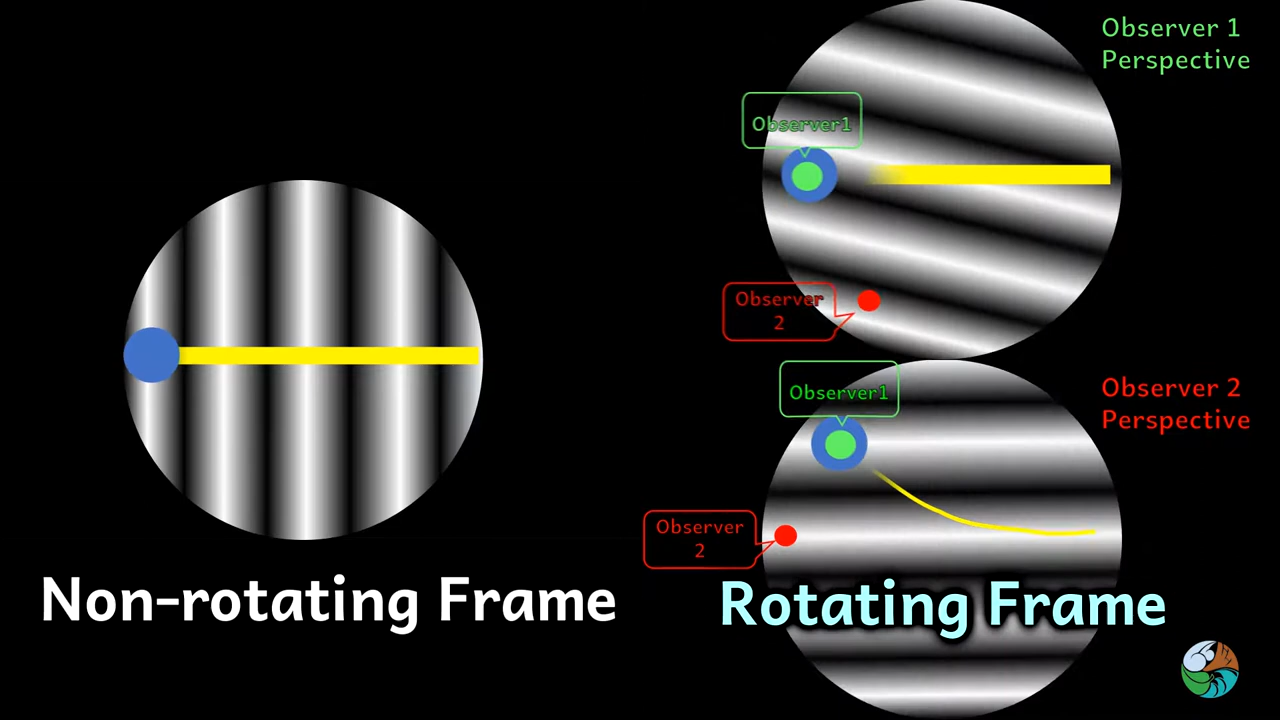 Observer 1
Perspective
Observer1
Observer
2
Observer1
Observer 2
Perspective
Observer
2
Non-rotating Frame
Rotating Frame